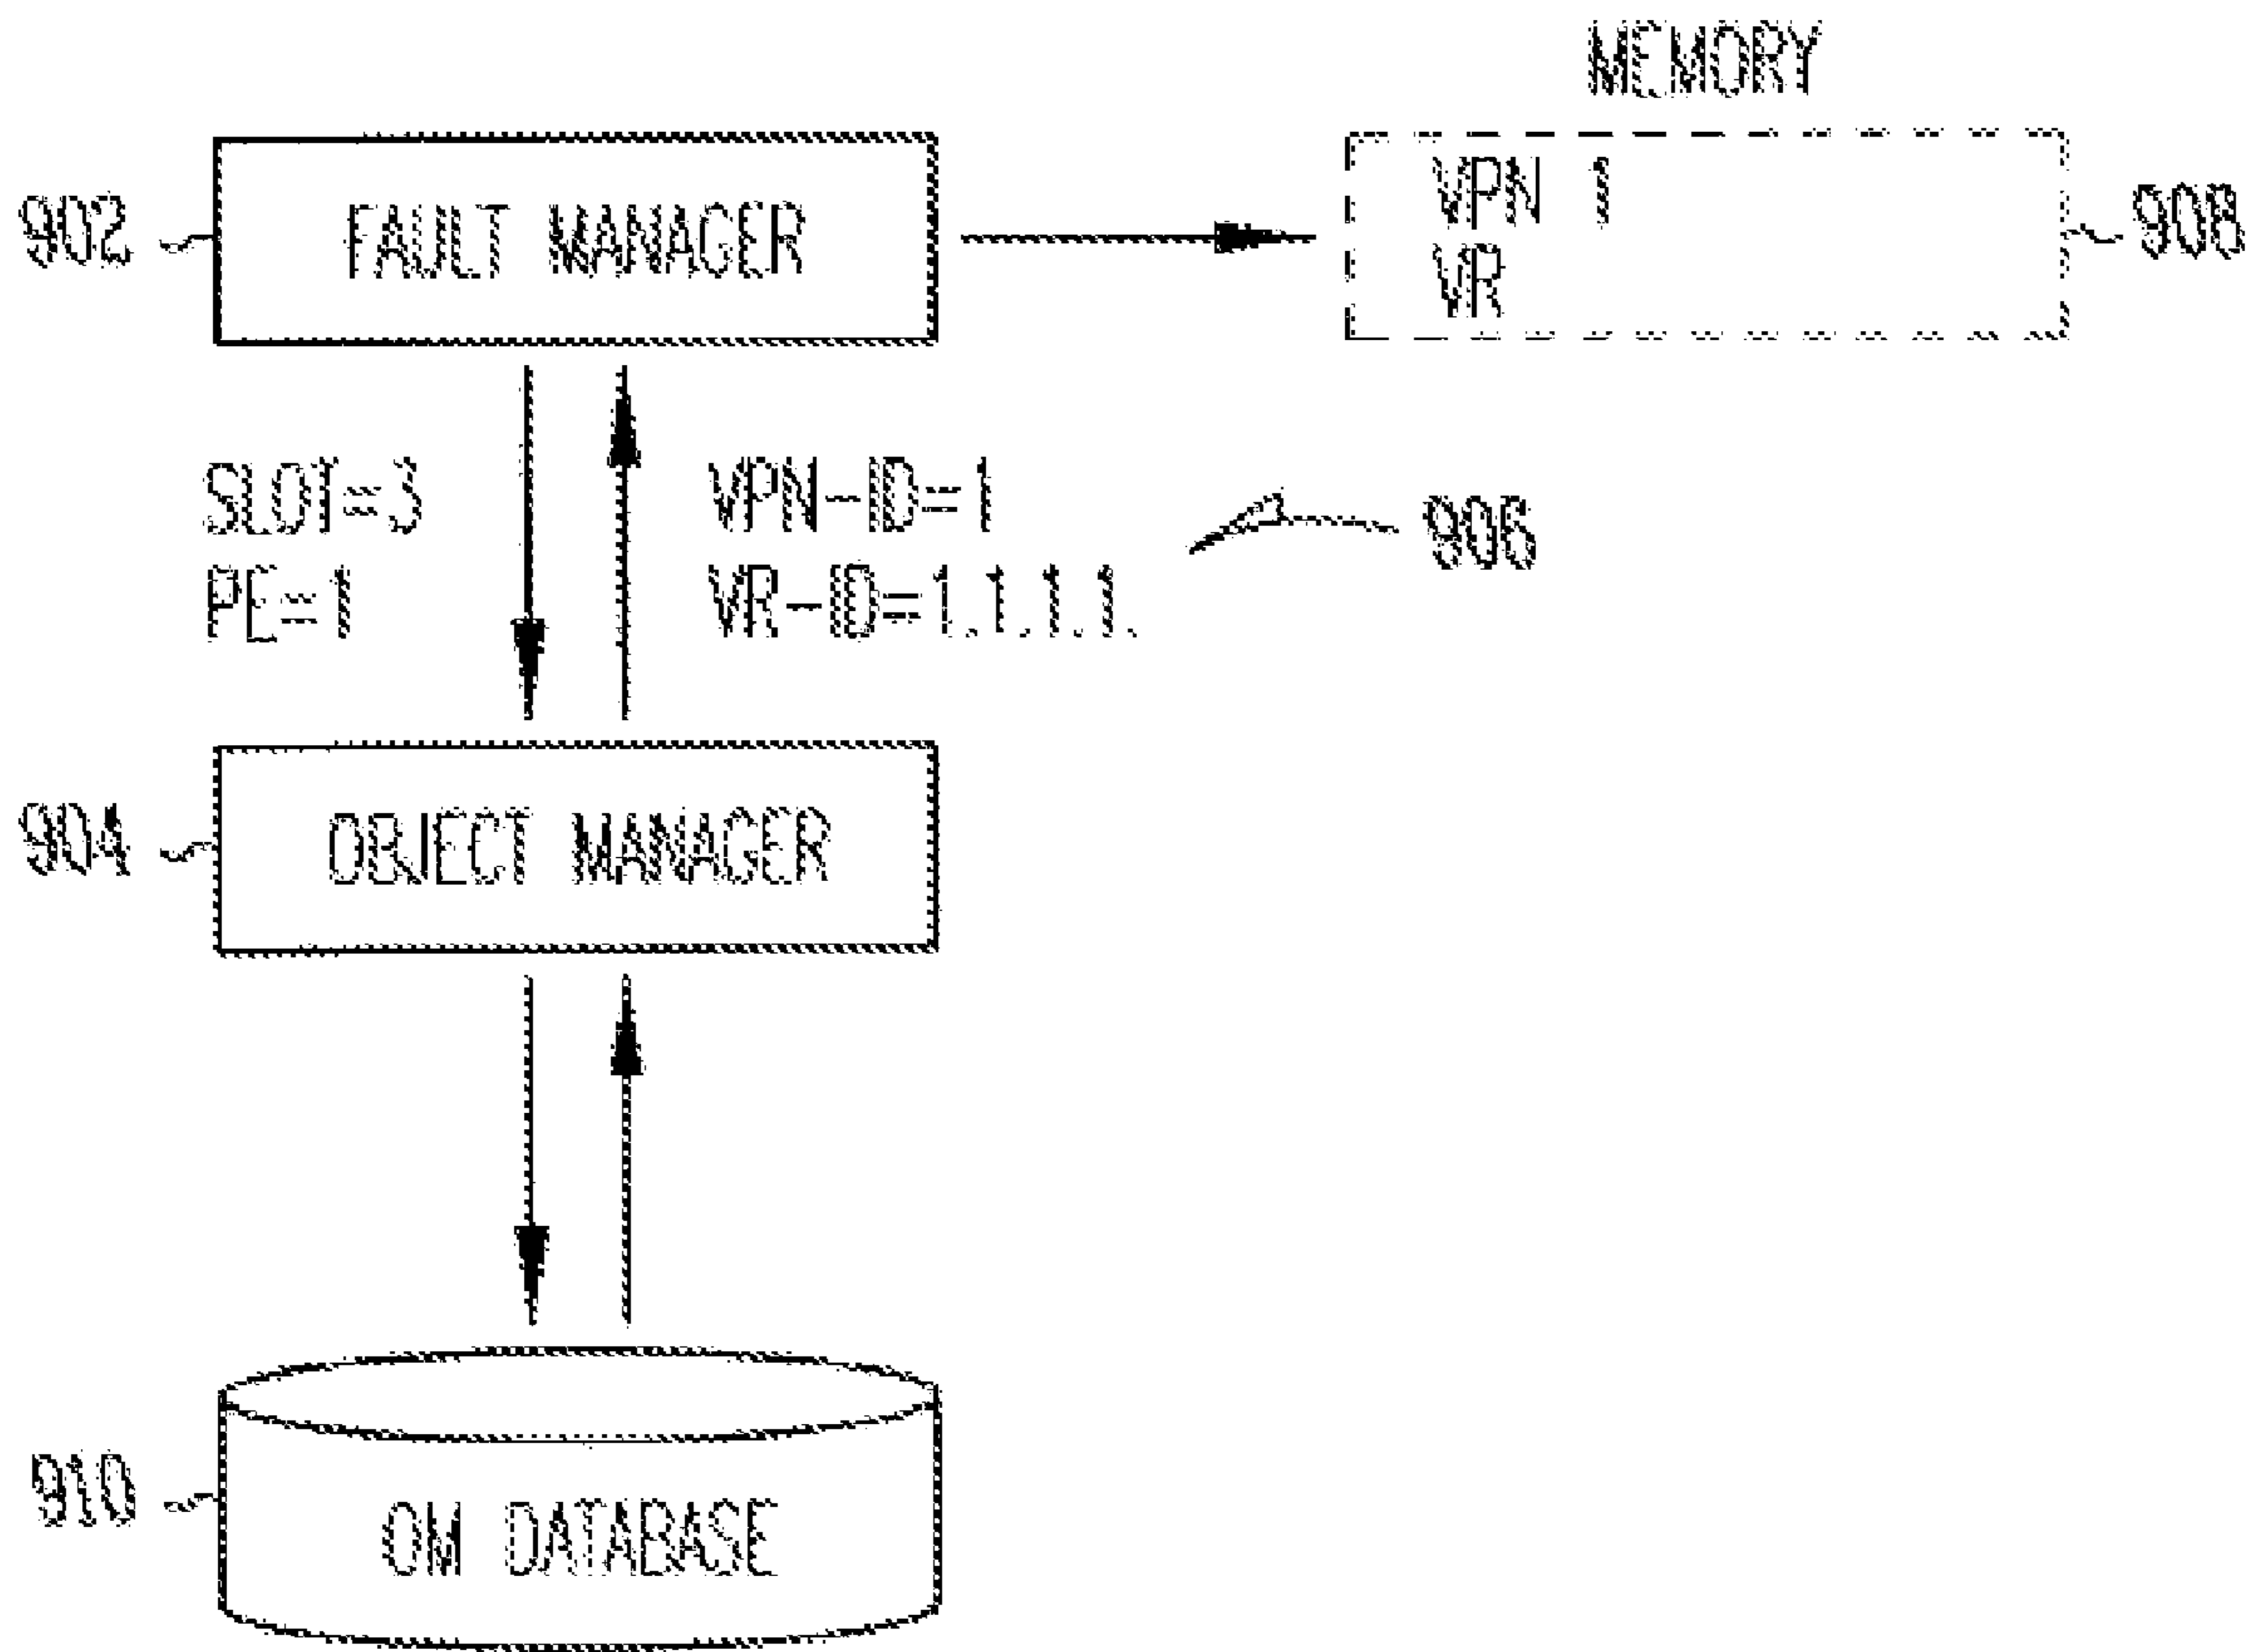 MEMORY
902
FAULT MANAGER
VPN 1
VR
908
SLOT=3
PE=1
VPN-ID=1
VR-ID=1.1.1.1.
906
904
OBJECT MANAGER
910
OM DATABASE